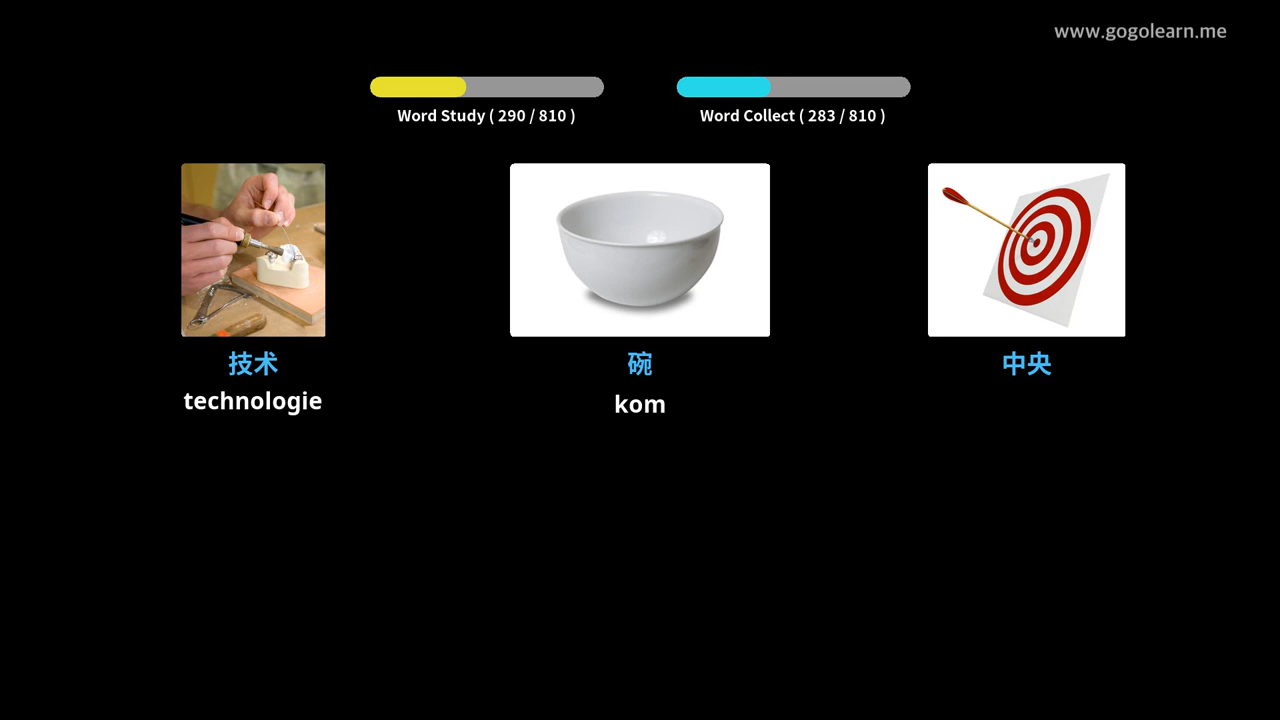 www.gogolearn.me
Word Study ( 290 / 810 )
Word Collect ( 283 / 810 )
技术
碗
中央
technologie
kom